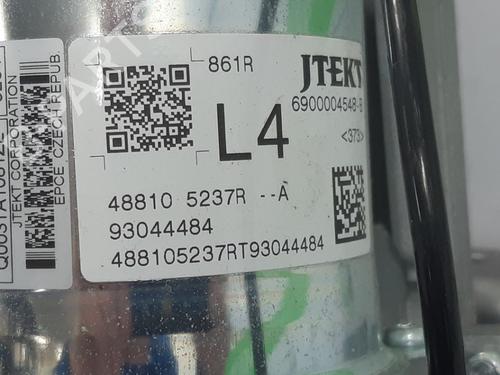 861R
JTEKT
6900004548-B
L4
<373>
48810 5237R --A
93044484
488105237RT93044484
JTEKT CORPORATION
EPCE CZECH REPUB.